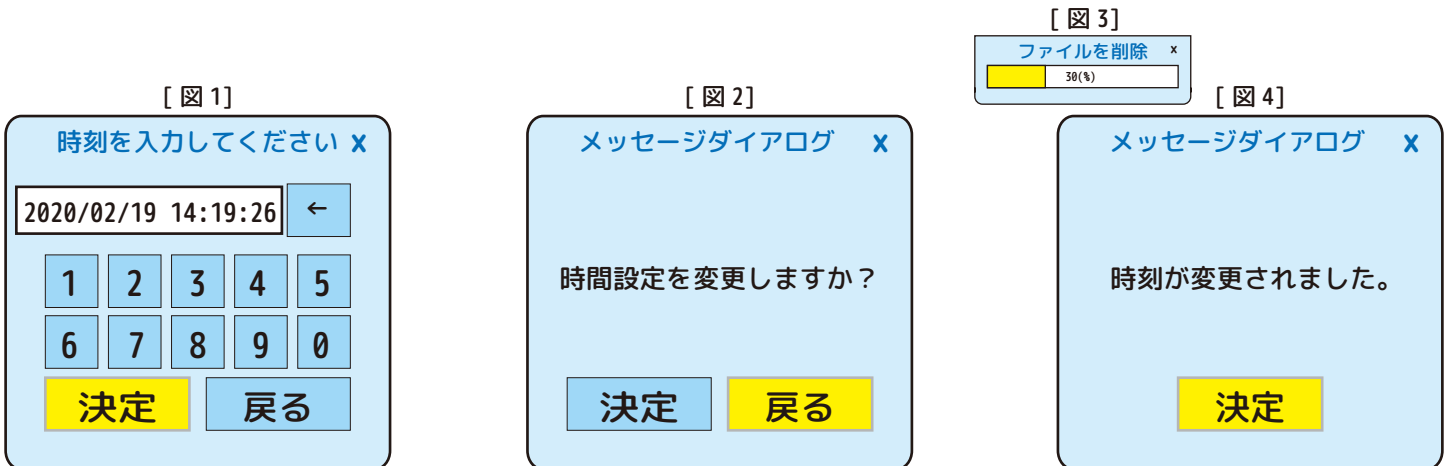 [図1]
時刻を入力してください x
2020/02/19 14:19:26 ←
1 2 3 4 5
6 7 8 9 0
決定 戻る
[図2]
メッセージダイアログ x
時間設定を変更しますか？
決定 戻る
[図3]
ファイルを削除 x
30(%)
[図4]
メッセージダイアログ x
時刻が変更されました。
決定